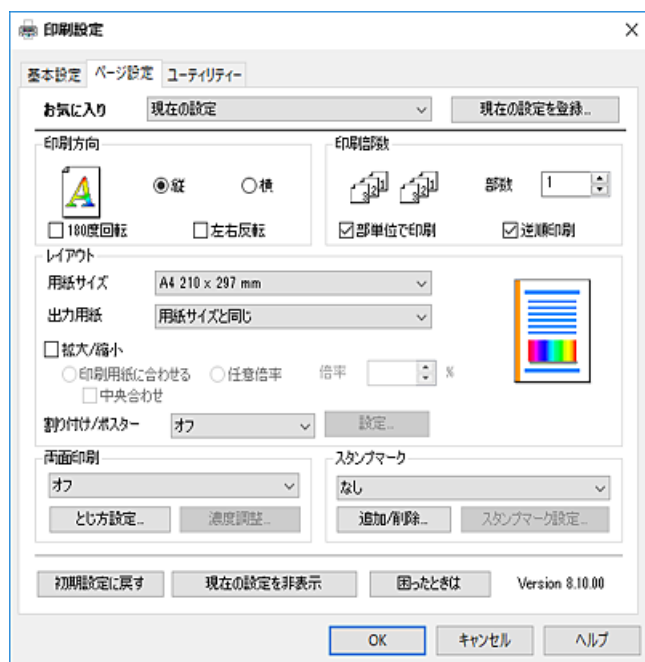 印刷設定
基本設定 ページ設定 ユーティリティー
お気に入り 現在の設定 現在の設定を登録...
印刷方向 印刷部数
縦 横 部数 1
180度回転 左右反転 部単位で印刷 逆順印刷
レイアウト
用紙サイズ A4 210 x 297 mm
出力用紙 用紙サイズと同じ
拡大/縮小
印刷用紙に合わせる 任意倍率 倍率 %
中央合わせ
割り付け/ポスター オフ 設定...
両面印刷 スタンプマーク
オフ なし
とじ方設定... 濃度調整... 追加/削除... スタンプマーク設定...
初期設定に戻す 現在の設定を非表示 困ったときは Version 8.10.00
OK キャンセル ヘルプ